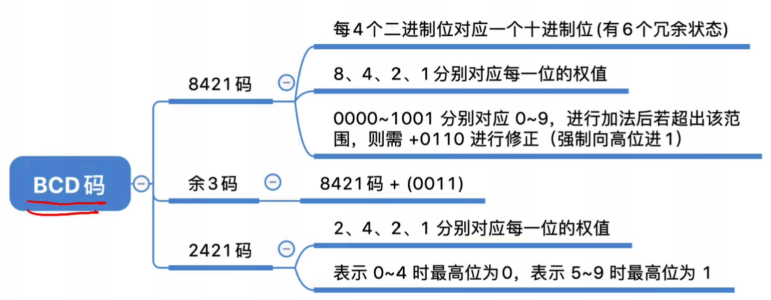 每4个二进制位对应一个十进制位(有6个冗余状态)
8421码
8、4、2、1分别对应每一位的权值
0000~1001 分别对应 0~9，进行加法后若超出该范
围，则需 +0110 进行修正（强制向高位进1）
BCD码
余3码
8421码 + (0011)
2、4、2、1 分别对应每一位的权值
2421码
表示 0~4 时最高位为0，表示 5~9 时最高位为 1